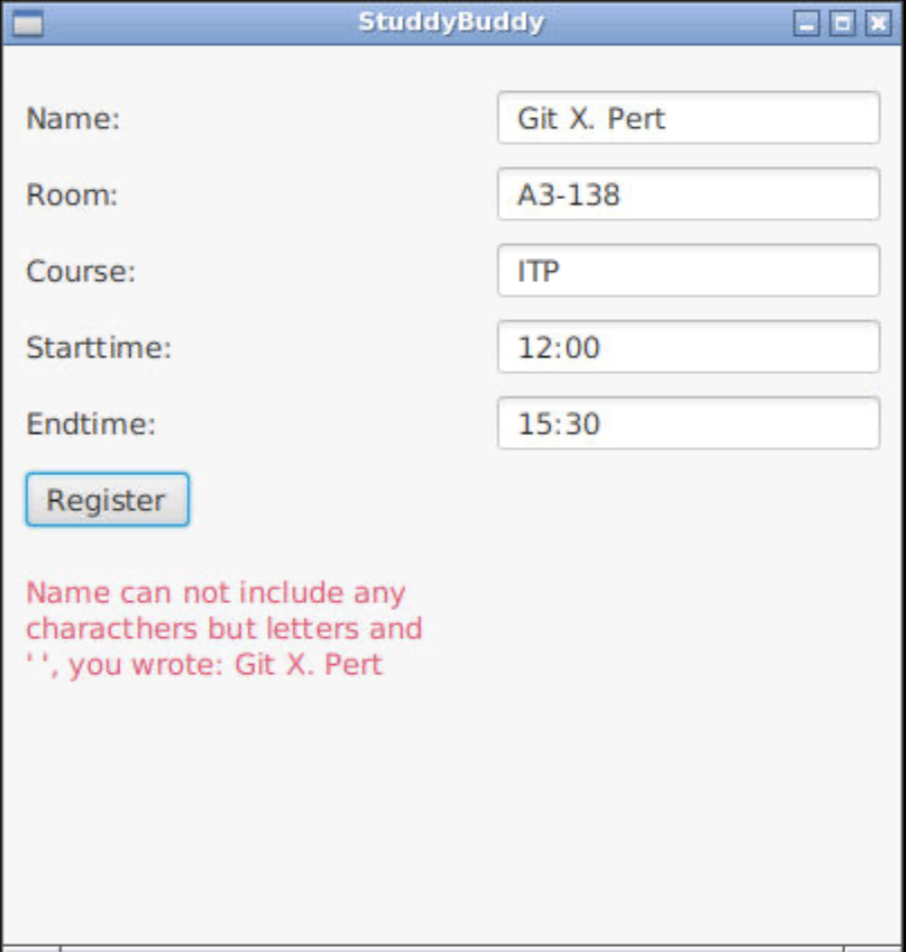 StuddyBuddy
Name: Git X. Pert
Room: A3-138
Course: ITP
Starttime: 12:00
Endtime: 15:30
Register
Name can not include any
characthers but letters and
' ', you wrote: Git X. Pert